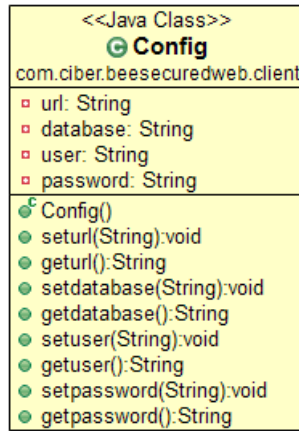 <<Java Class>>
Config
com.ciber.beesecuredweb.client
url: String
database: String
user: String
password: String
Config()
seturl(String):void
geturl():String
setdatabase(String):void
getdatabase():String
setuser(String):void
getuser():String
setpassword(String):void
getpassword():String